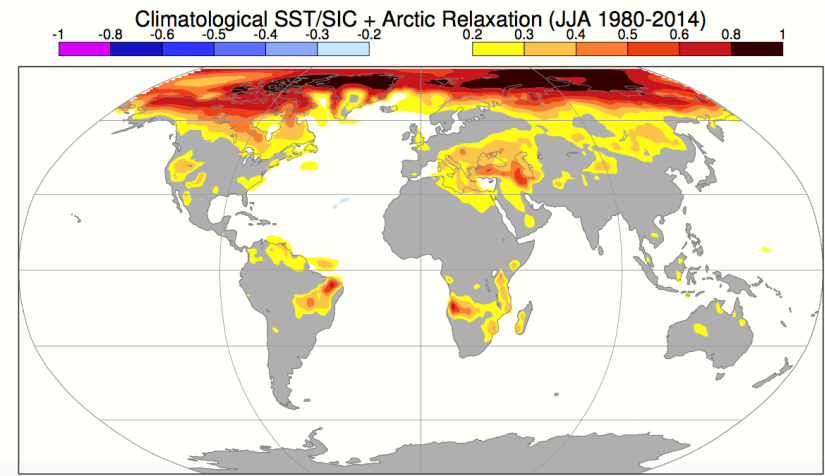 Climatological SST/SIC + Arctic Relaxation (JJA 1980-2014)
-1 -0.8 -0.6 -0.5 -0.4 -0.3 -0.2 0.2 0.3 0.4 0.5 0.6 0.8 1